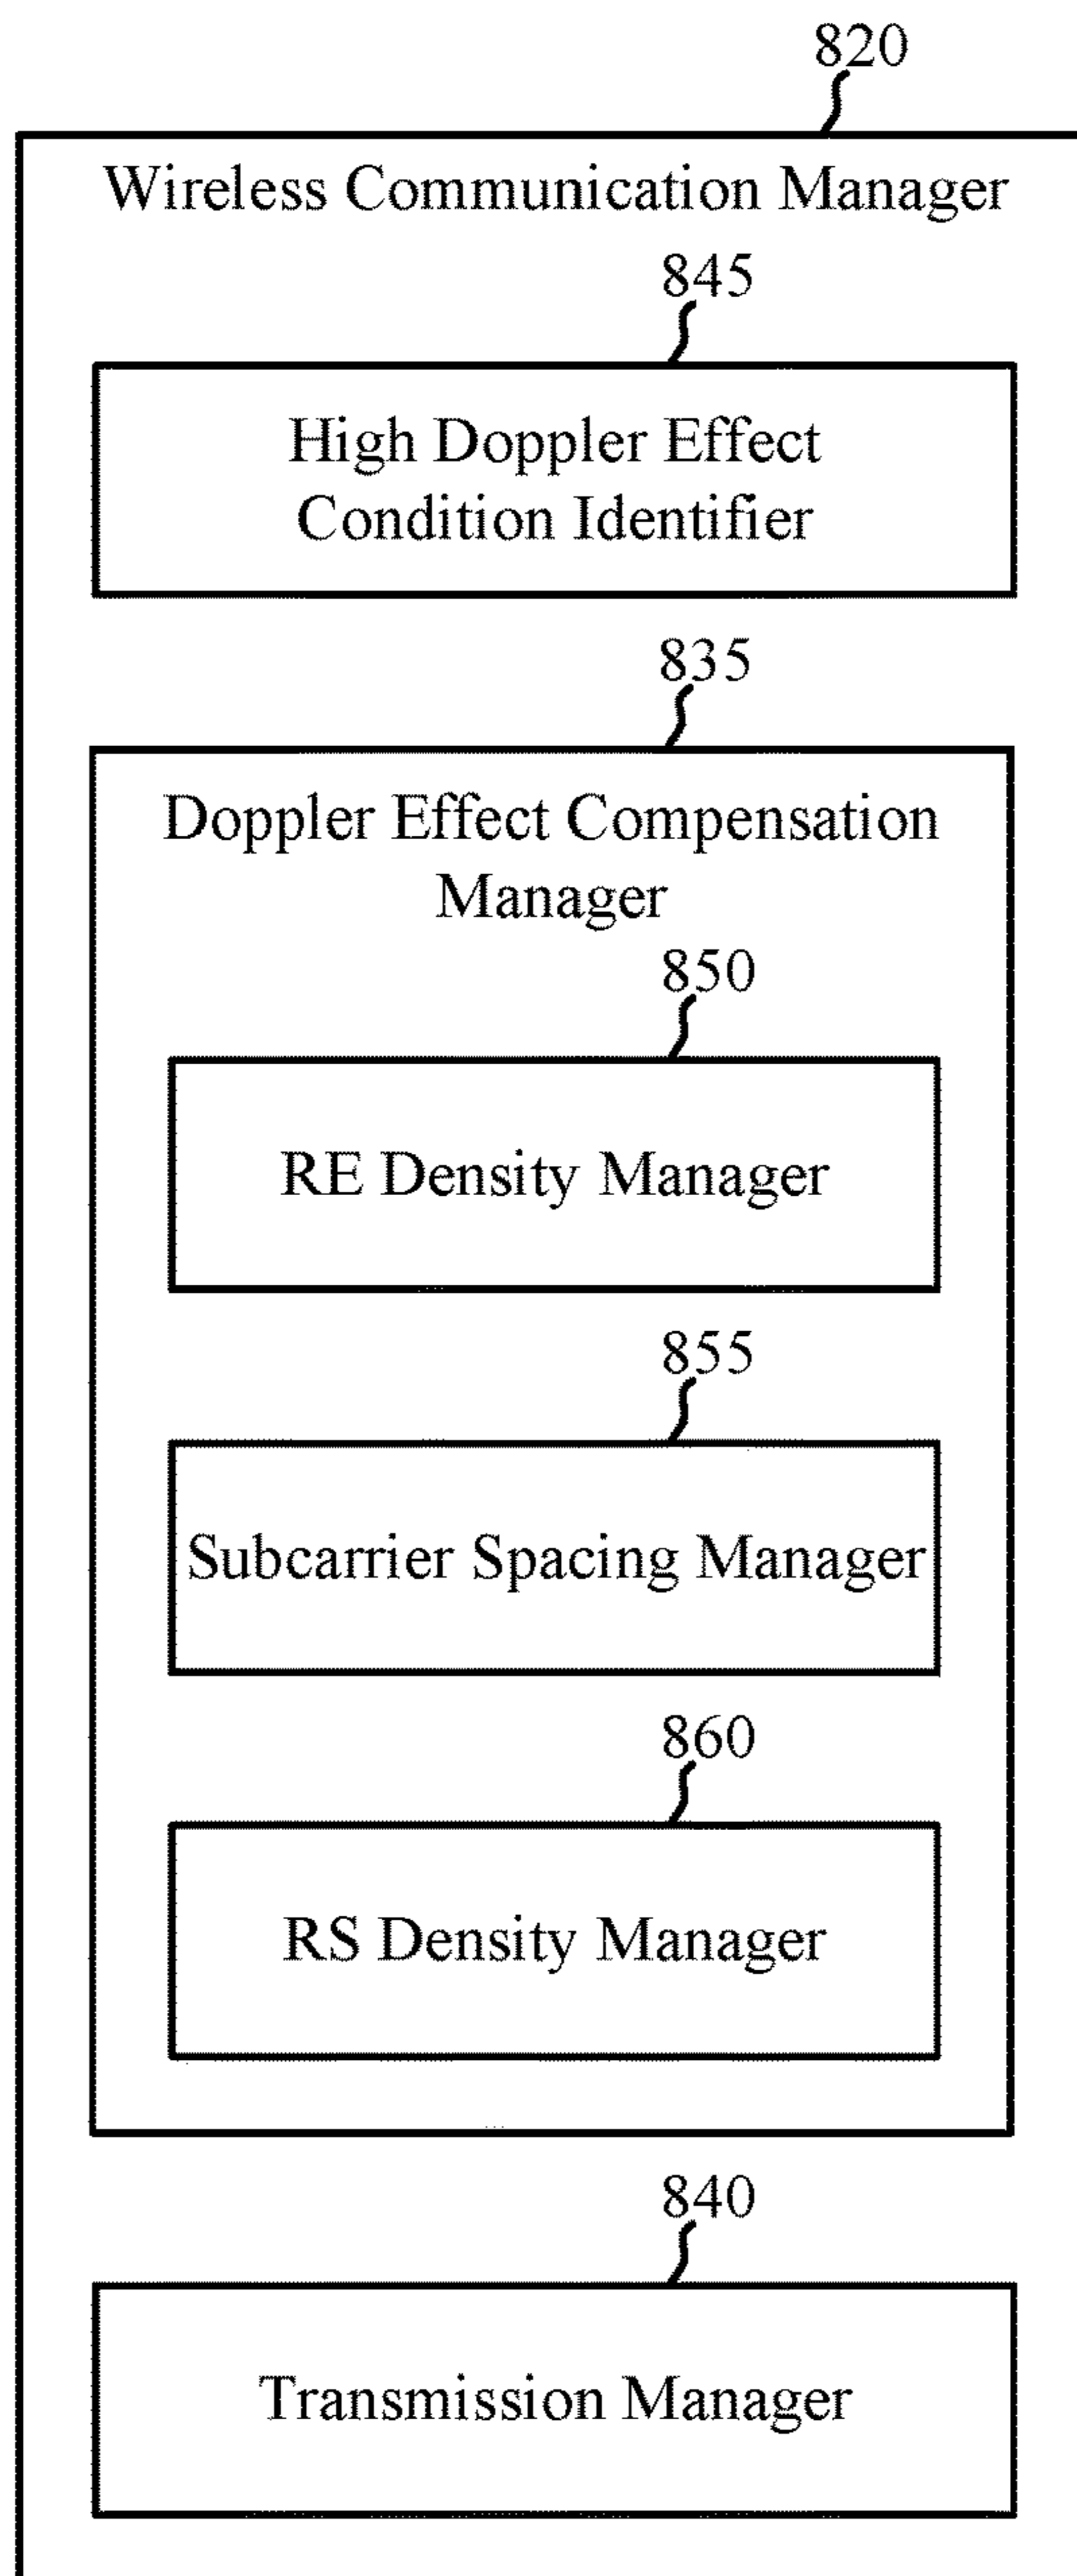 820
Wireless Communication Manager
845
High Doppler Effect
Condition Identifier
835
Doppler Effect Compensation
Manager
850
RE Density Manager
855
Subcarrier Spacing Manager
860
RS Density Manager
840
Transmission Manager